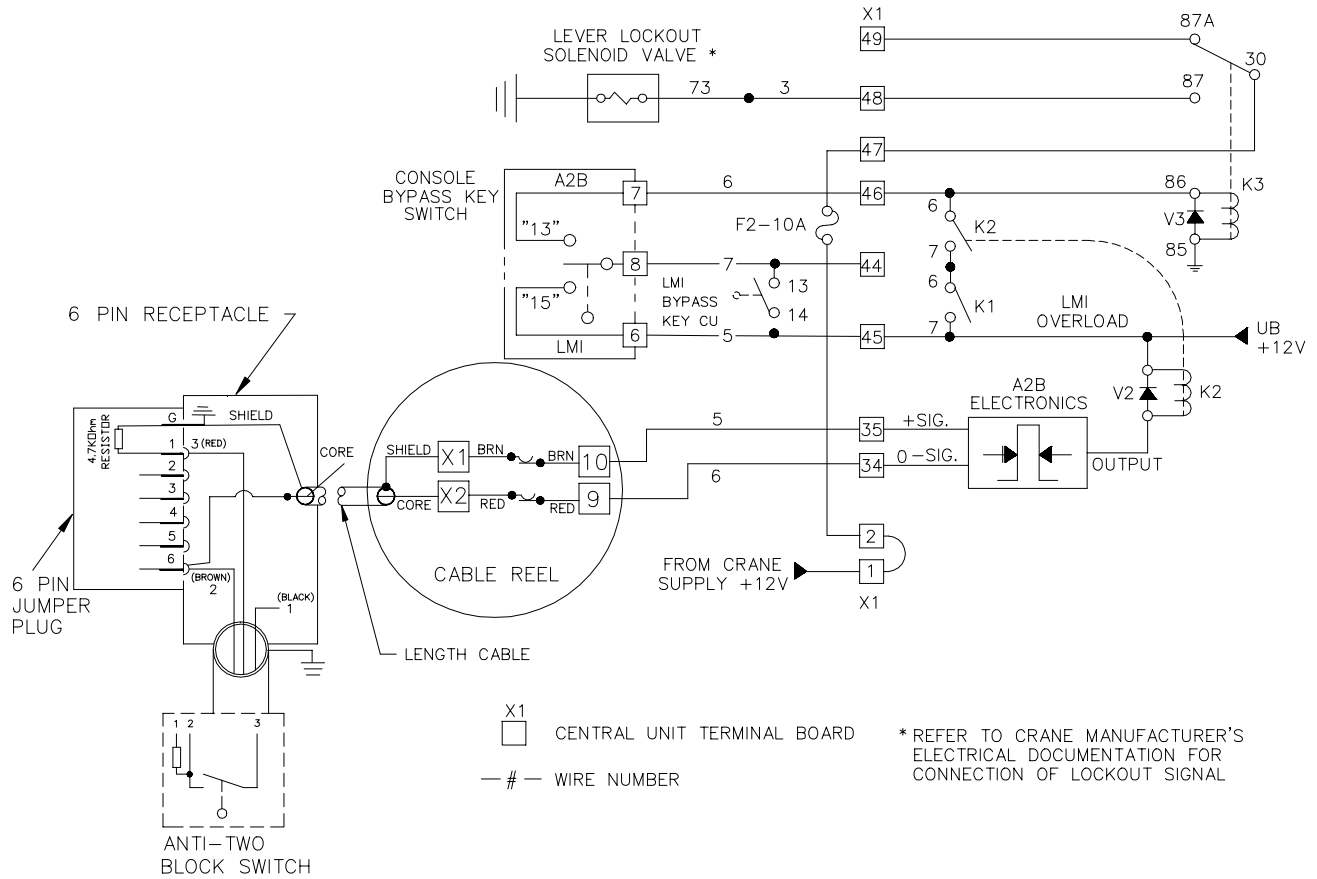 X1
49
87A
LEVER LOCKOUT
SOLENOID VALVE *
30
73
3
48
87
47
CONSOLE
BYPASS KEY
SWITCH
A2B
7
6
46
86
K3
"13"
F2-10A
6
K2
V3
7
85
8
7
44
6
"15"
LMI
BYPASS
KEY CU
13
14
K1
LMI
OVERLOAD
7
6
LMI
5
45
UB
+12V
6 PIN RECEPTACLE
A2B
ELECTRONICS
V2
K2
G
SHIELD
4.7KOhm
RESISTOR
1
3 (RED)
CORE
2
3
4
5
6
(BROWN)
2
(BLACK)
1
SHIELD
X1
BRN
BRN
10
5
35
+SIG.
CORE
X2
RED
RED
9
6
34
0-SIG.
OUTPUT
CABLE REEL
2
FROM CRANE
SUPPLY +12V
1
X1
6 PIN
JUMPER
PLUG
LENGTH CABLE
1 2 3
X1
CENTRAL UNIT TERMINAL BOARD
— # — WIRE NUMBER
* REFER TO CRANE MANUFACTURER'S
ELECTRICAL DOCUMENTATION FOR
CONNECTION OF LOCKOUT SIGNAL
ANTI-TWO
BLOCK SWITCH